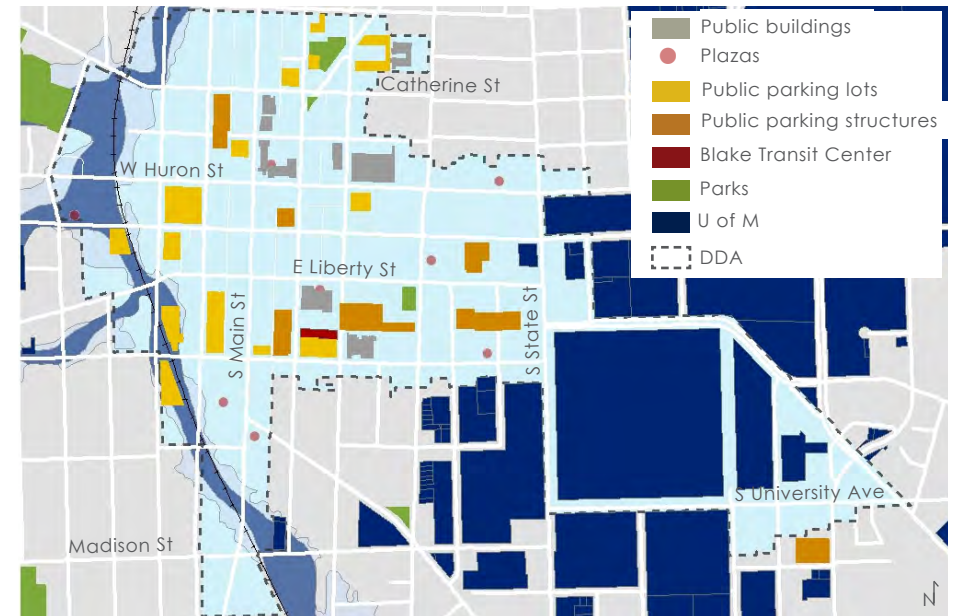 Public buildings
Plazas
Public parking lots
Public parking structures
Blake Transit Center
Parks
U of M
DDA
Catherine St
W Huron St
E Liberty St
S Main St
S State St
S University Ave
Madison St
N